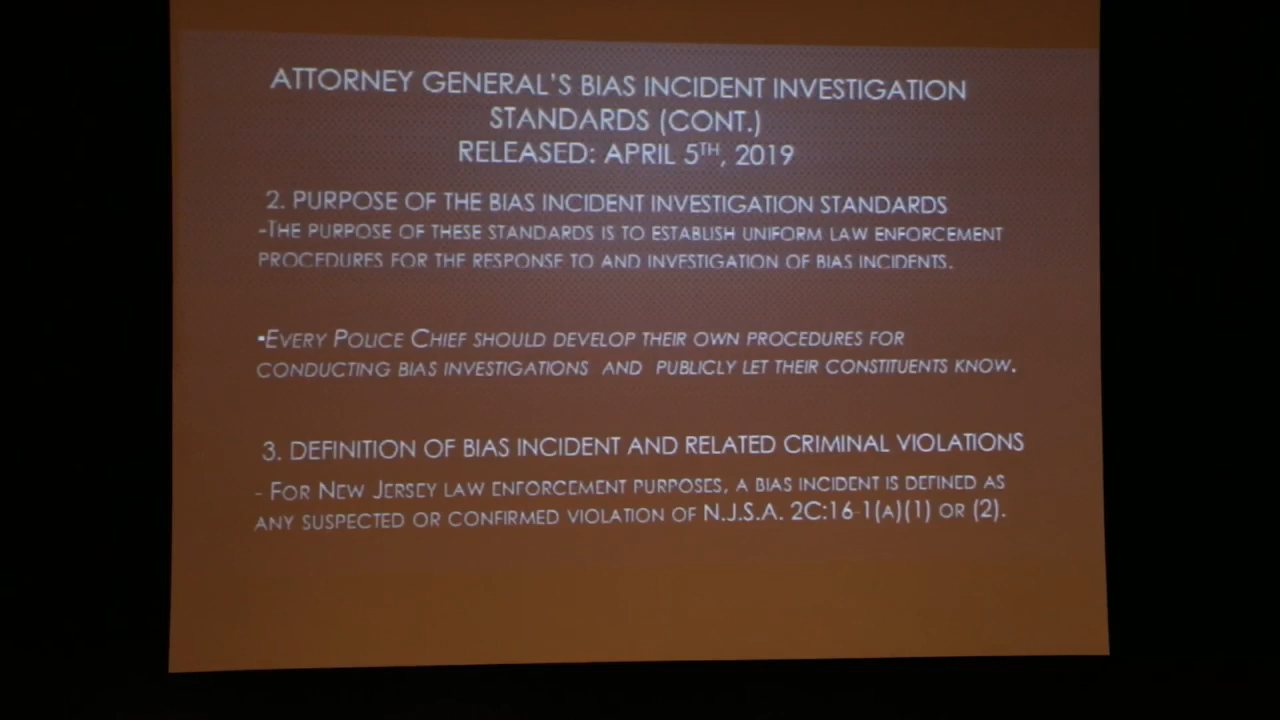 ATTORNEY GENERAL'S BIAS INCIDENT INVESTIGATION
STANDARDS (CONT.)
RELEASED: APRIL 5TH, 2019
2. PURPOSE OF THE BIAS INCIDENT INVESTIGATION STANDARDS
-THE PURPOSE OF THESE STANDARDS IS TO ESTABLISH UNIFORM LAW ENFORCEMENT
PROCEDURES FOR THE RESPONSE TO AND INVESTIGATION OF BIAS INCIDENTS.
▪EVERY POLICE CHIEF SHOULD DEVELOP THEIR OWN PROCEDURES FOR
CONDUCTING BIAS INVESTIGATIONS AND PUBLICLY LET THEIR CONSTITUENTS KNOW.
3. DEFINITION OF BIAS INCIDENT AND RELATED CRIMINAL VIOLATIONS
- FOR NEW JERSEY LAW ENFORCEMENT PURPOSES, A BIAS INCIDENT IS DEFINED AS
ANY SUSPECTED OR CONFIRMED VIOLATION OF N.J.S.A. 2C:16-1(A)(1) OR (2).